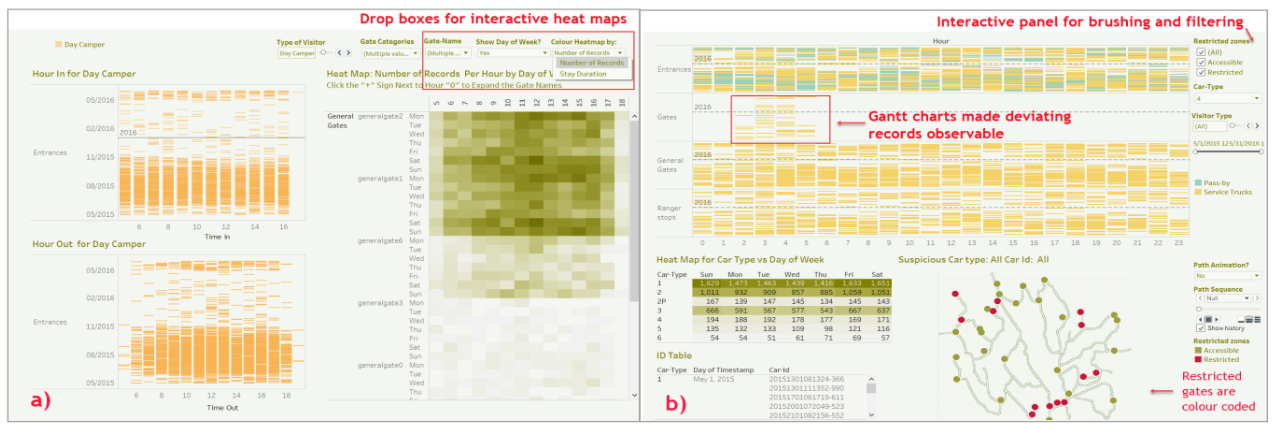 Drop boxes for interactive heat maps
Day Camper
Type of Visitor
Day Camper
Gate Categories
(Multiple valu...
Gate-Name
(Multiple ...
Show Day of Week?
Yes
Colour Heatmap by:
Number of Records
Number of Records
Stay Duration
Hour In for Day Camper
05/2016
02/2016
2016
Entrances
11/2015
08/2015
05/2015
6 8 10 12 14 16
Time In
Hour Out for Day Camper
05/2016
02/2016
Entrances
11/2015
08/2015
05/2015
6 8 10 12 14 16 18
Time Out
a)
Heat Map: Number of Records Per Hour by Day of V
Click the "+" Sign Next to Hour "0" to Expand the Gate Names
5 6 7 8 9 10 11 12 13 14 15 16 17 18
General Gates
generalgate2 Mon
Tue
Wed
Thu
Fri
Sat
Sun
generalgate1 Mon
Tue
Wed
Thu
Fri
Sat
Sun
generalgate6 Mon
Tue
Wed
Thu
Fri
Sat
Sun
generalgate3 Mon
Tue
Wed
Thu
Fri
Sat
Sun
generalgate0 Mon
Tue
Wed
Thu
Interactive panel for brushing and filtering
Hour
2016
Entrances
2016
Gates
Gantt charts made deviating
records observable
2016
General
Gates
2016
Ranger
stops
0 1 2 3 4 5 6 7 8 9 10 11 12 13 14 15 16 17 18 19 20 21 22 23
Restricted zones
(All)
Accessible
Restricted
Car-Type
4
Visitor Type
(All)
5/1/2015 12 5/31/2016 1
Pass-by
Service Trucks
Heat Map for Car Type vs Day of Week
Car-Type Sun Mon Tue Wed Thu Fri Sat
1 1,629 1,473 1,463 1,439 1,416 1,633 1,651
2 1,011 932 909 857 885 1,059 1,051
2P 167 139 147 145 134 145 143
3 666 591 567 577 543 667 637
4 194 188 192 178 177 169 171
5 135 132 133 109 98 121 116
6 54 54 51 61 71 69 57
ID Table
Car-Type Day of Timestamp Car-Id
1 May 1, 2015 20151301081324-366
20151301111352-990
20151701061719-611
20152001072049-523
20152101082156-552
b)
Suspicious Car type: All Car Id: All
Path Animation?
No
Path Sequence
Null
Show history
Restricted zones
Accessible
Restricted
Restricted
gates are
colour coded